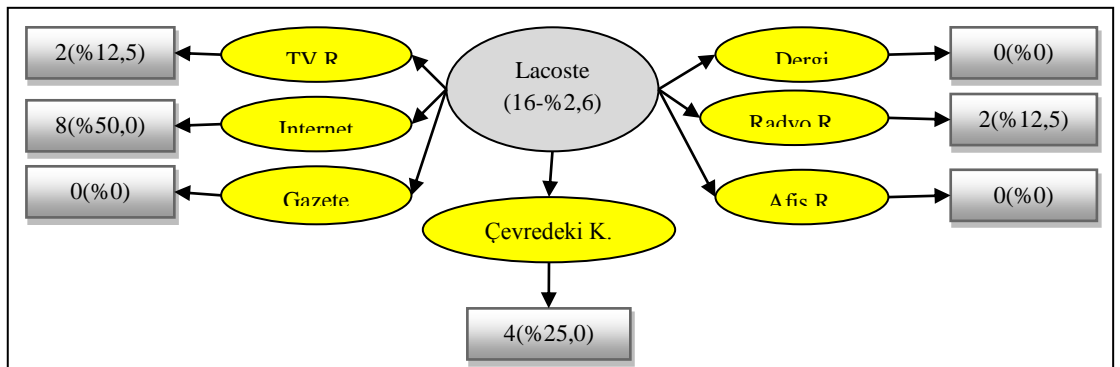 2(%12,5)
TV R.
Lacoste
(16-%2,6)
Dergi
0(%0)
8(%50,0)
Internet
Radyo R.
2(%12,5)
0(%0)
Gazete
Afiş R.
0(%0)
Çevredeki K.
4(%25,0)